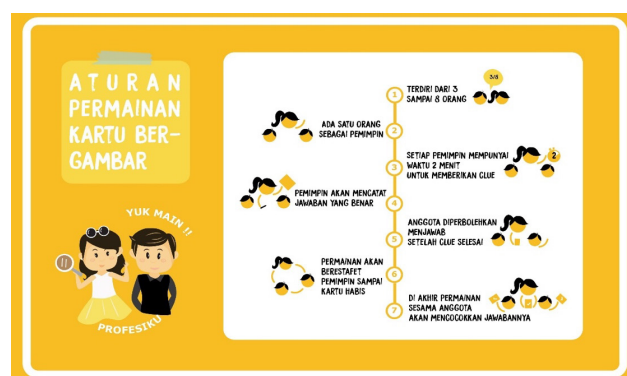 ATURAN
PERMAINAN
KARTU BER-
GAMBAR
YUK MAIN !!
PROFESIKU
3/8
1
TERDIRI DARI 3
SAMPAI 8 ORANG
ADA SATU ORANG
SEBAGAI PEMIMPIN
2
SETIAP PEMIMPIN MEMPUNYAI
WAKTU 2 MENIT
UNTUK MEMBERIKAN CLUE
2
3
PEMIMPIN AKAN MENCATAT
JAWABAN YANG BENAR
4
ANGGOTA DIPERBOLEHKAN
MENJAWAB
SETELAH CLUE SELESAI
5
PERMAINAN AKAN
BERESTAFET
PEMIMPIN SAMPAI
KARTU HABIS
6
DI AKHIR PERMAINAN
SESAMA ANGGOTA
AKAN MENCOCOKKAN JAWABANNYA
7